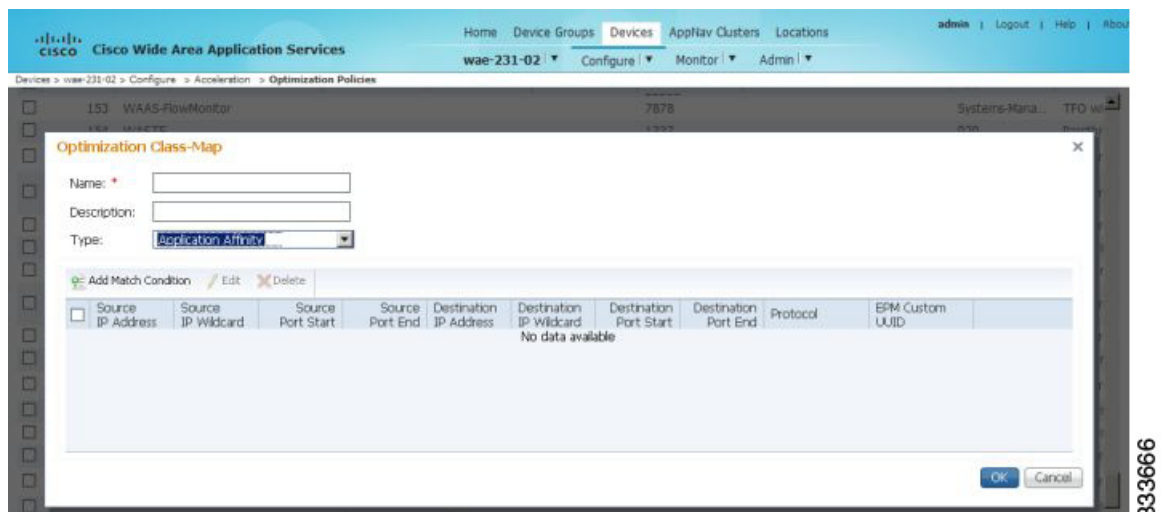 admin | Logout | Help | Abou
Home Device Groups Devices AppNav Clusters Locations
CISCO Cisco Wide Area Application Services
wae-231-02 Configure Monitor Admin
Devices > wae-231-02 > Configure > Acceleration > Optimization Policies
153 WAAS-FlowMonitor 7878 Systems-Mana... TFO wi
Optimization Class-Map
Name: *
Description:
Type: Application Affinity
Add Match Condition Edit Delete
Source IP Address Source IP Wildcard Source Port Start Source Port End Destination IP Address Destination IP Wildcard Destination Port Start Destination Port End Protocol EPM Custom UUID
No data available
OK Cancel
333666